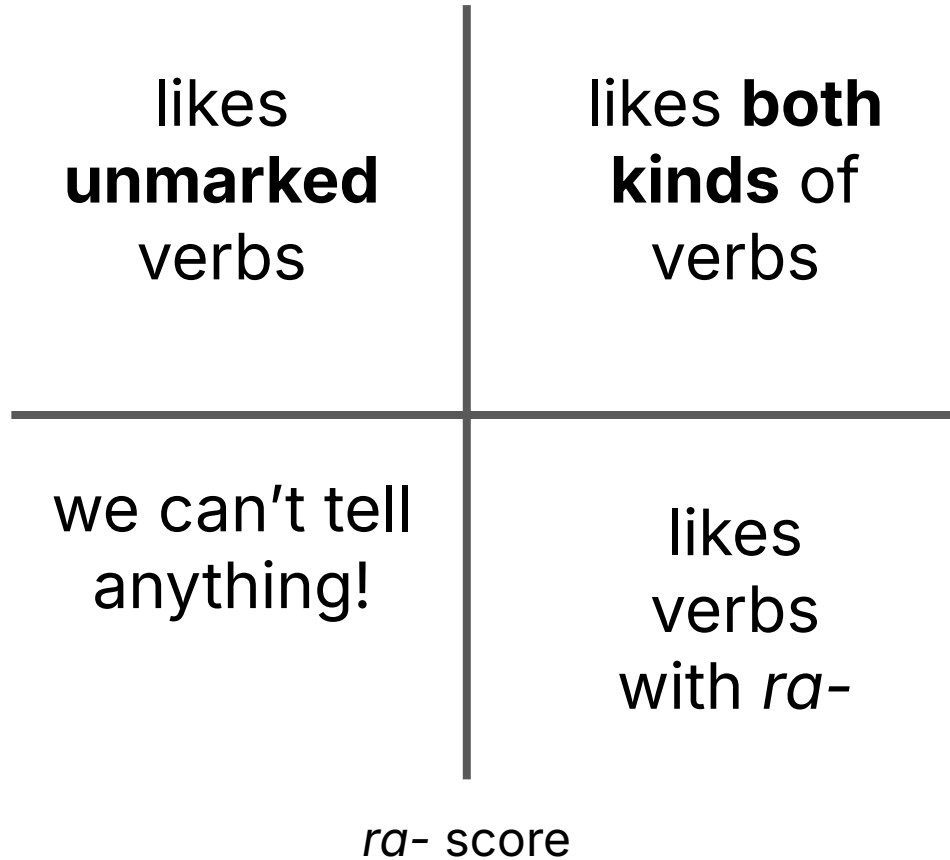 likes
unmarked
verbs
likes both
kinds of
verbs
we can’t tell
anything!
likes
verbs
with ra-
ra- score